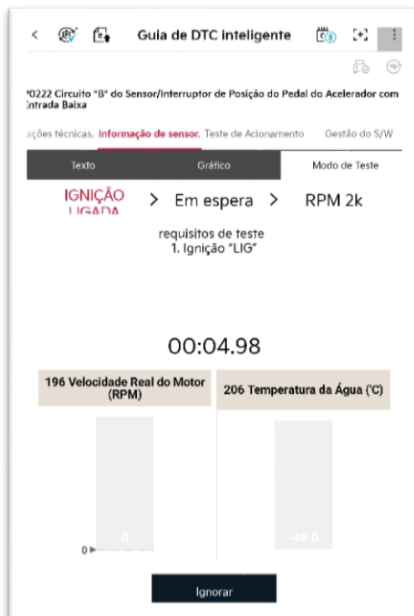 Guia de DTC inteligente
P0222 Circuito "B" do Sensor/Interruptor de Posição do Pedal do Acelerador com
Entrada Baixa
ações técnicas. Informação de sensor. Teste de Acionamento Gestão do S/W
Texto Gráfico Modo de Teste
IGNIÇÃO LIGADA > Em espera > RPM 2k
requisitos de teste
1. Ignição "LIG"
00:04.98
196 Velocidade Real do Motor (RPM)
206 Temperatura da Água (℃)
0
-48.0
0
Ignorar